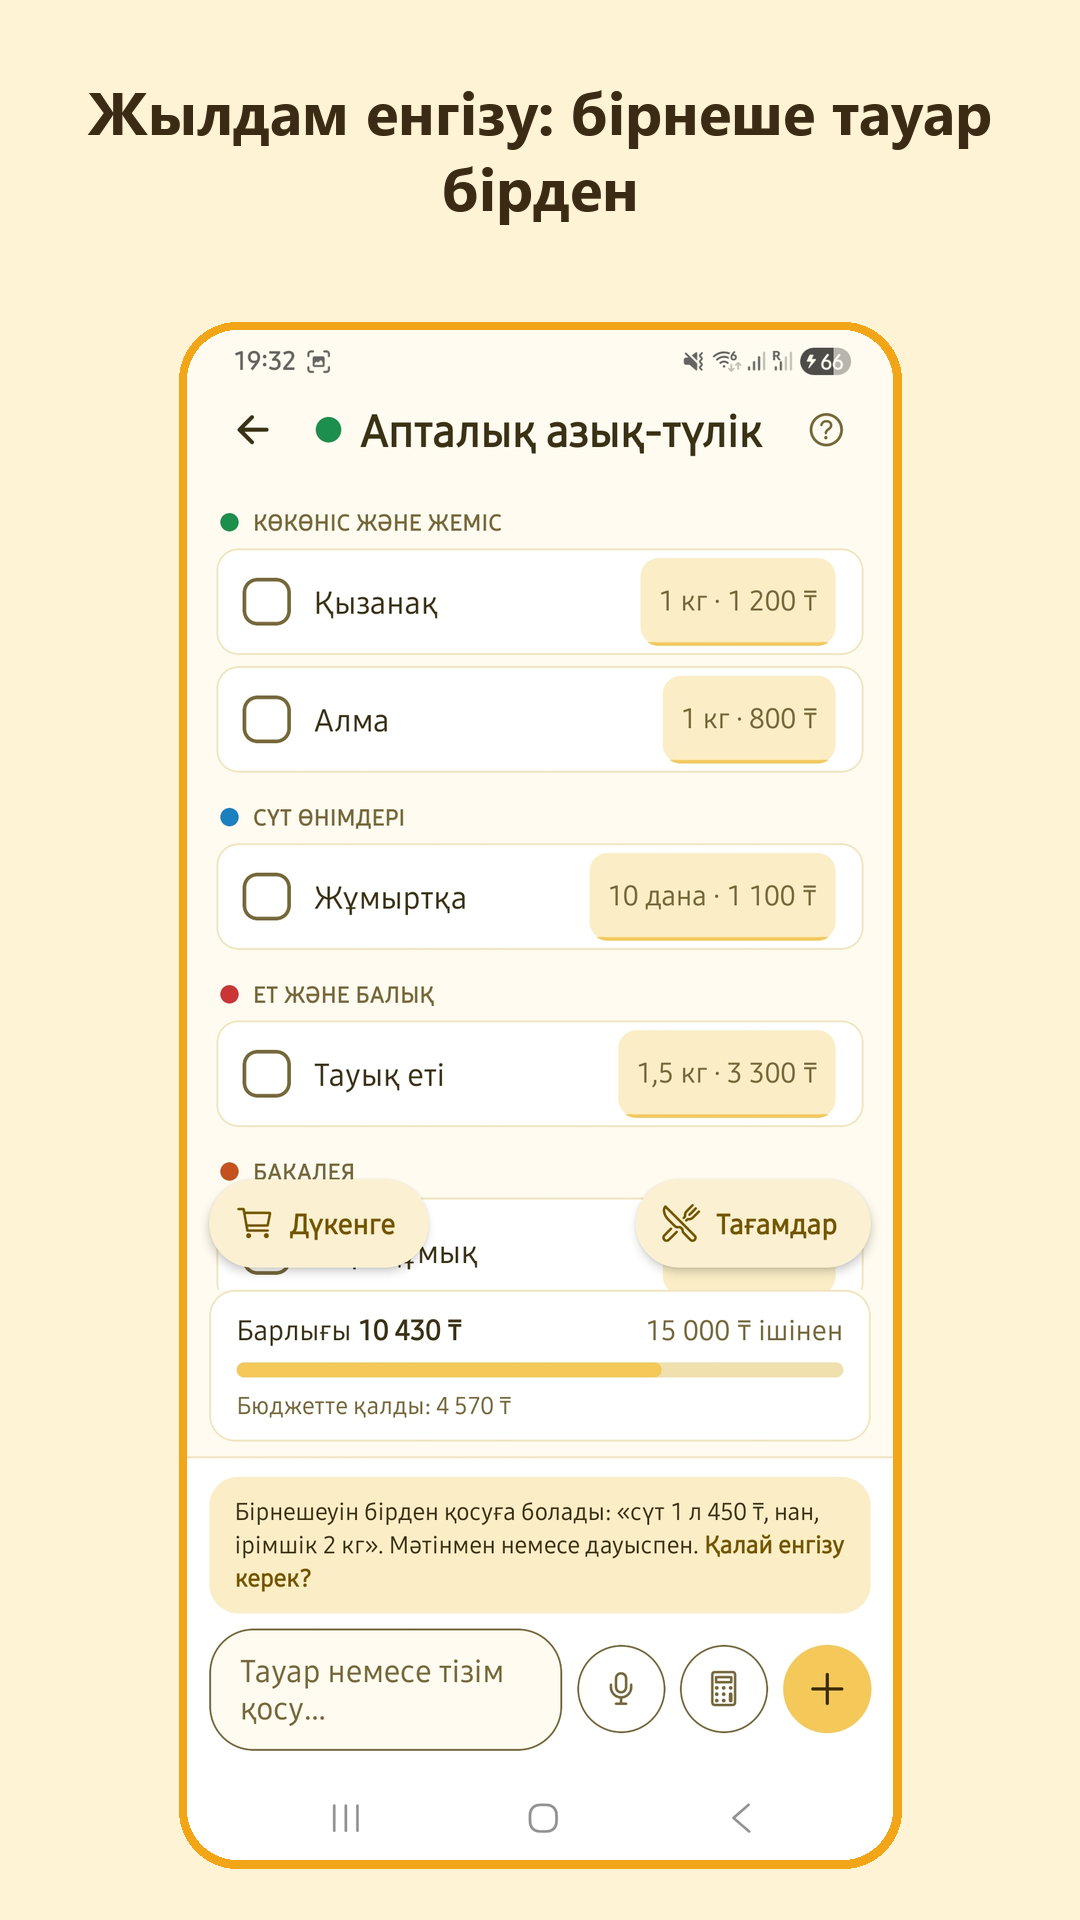 Жылдам енгізу: бірнеше тауар
бірден
19:32
6
R
66
Апталық азық-түлік
КӨКӨНІС ЖӘНЕ ЖЕМІС
Қызанақ
1 кг · 1 200 ₸
Алма
1 кг · 800 ₸
СҮТ ӨНІМДЕРІ
Жұмыртқа
10 дана · 1 100 ₸
ЕТ ЖӘНЕ БАЛЫҚ
Тауық еті
1,5 кг · 3 300 ₸
БАКАЛЕЯ
Дүкенге
Тағамдар
Барлығы 10 430 ₸
15 000 ₸ ішінен
Бюджетте қалды: 4 570 ₸
Бірнешеуін бірден қосуға болады: «сүт 1 л 450 ₸, нан,
ірімшік 2 кг». Мәтінмен немесе дауыспен. Қалай енгізу
керек?
Тауар немесе тізім
қосу...